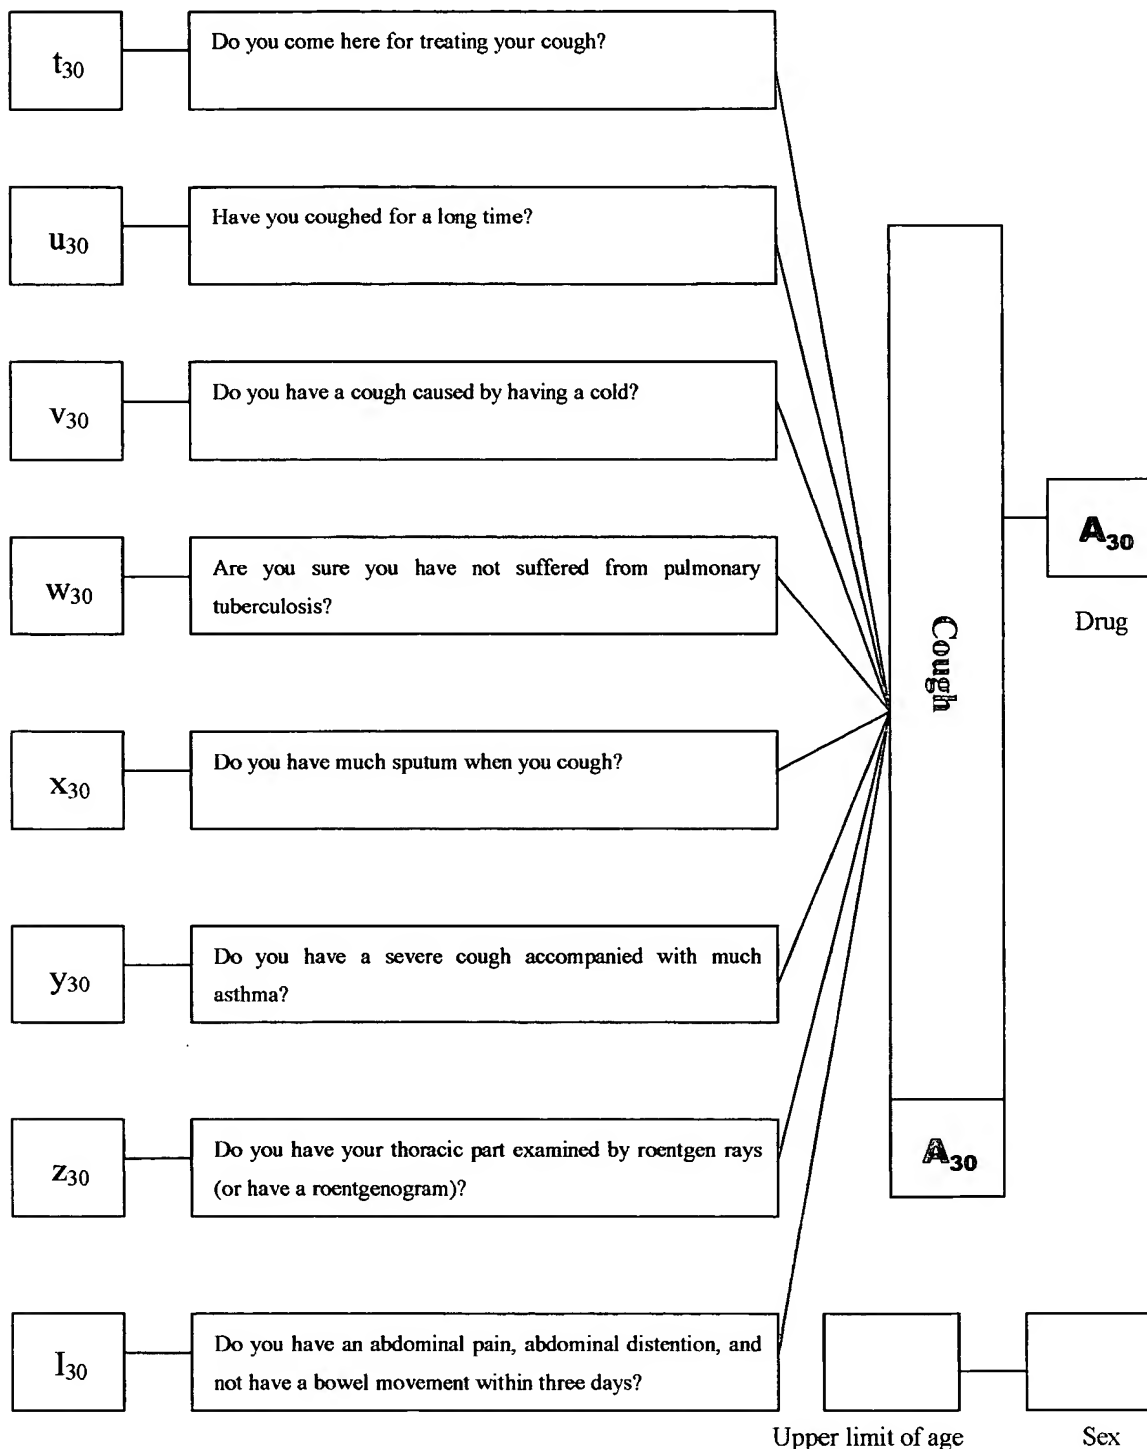 t30
Do you come here for treating your cough?
u30
Have you coughed for a long time?
v30
Do you have a cough caused by having a cold?
w30
Are you sure you have not suffered from pulmonary
tuberculosis?
x30
Do you have much sputum when you cough?
y30
Do you have a severe cough accompanied with much
asthma?
z30
Do you have your thoracic part examined by roentgen rays
(or have a roentgenogram)?
I30
Do you have an abdominal pain, abdominal distention, and
not have a bowel movement within three days?
Cough
A30
A30
Drug
Upper limit of age
Sex